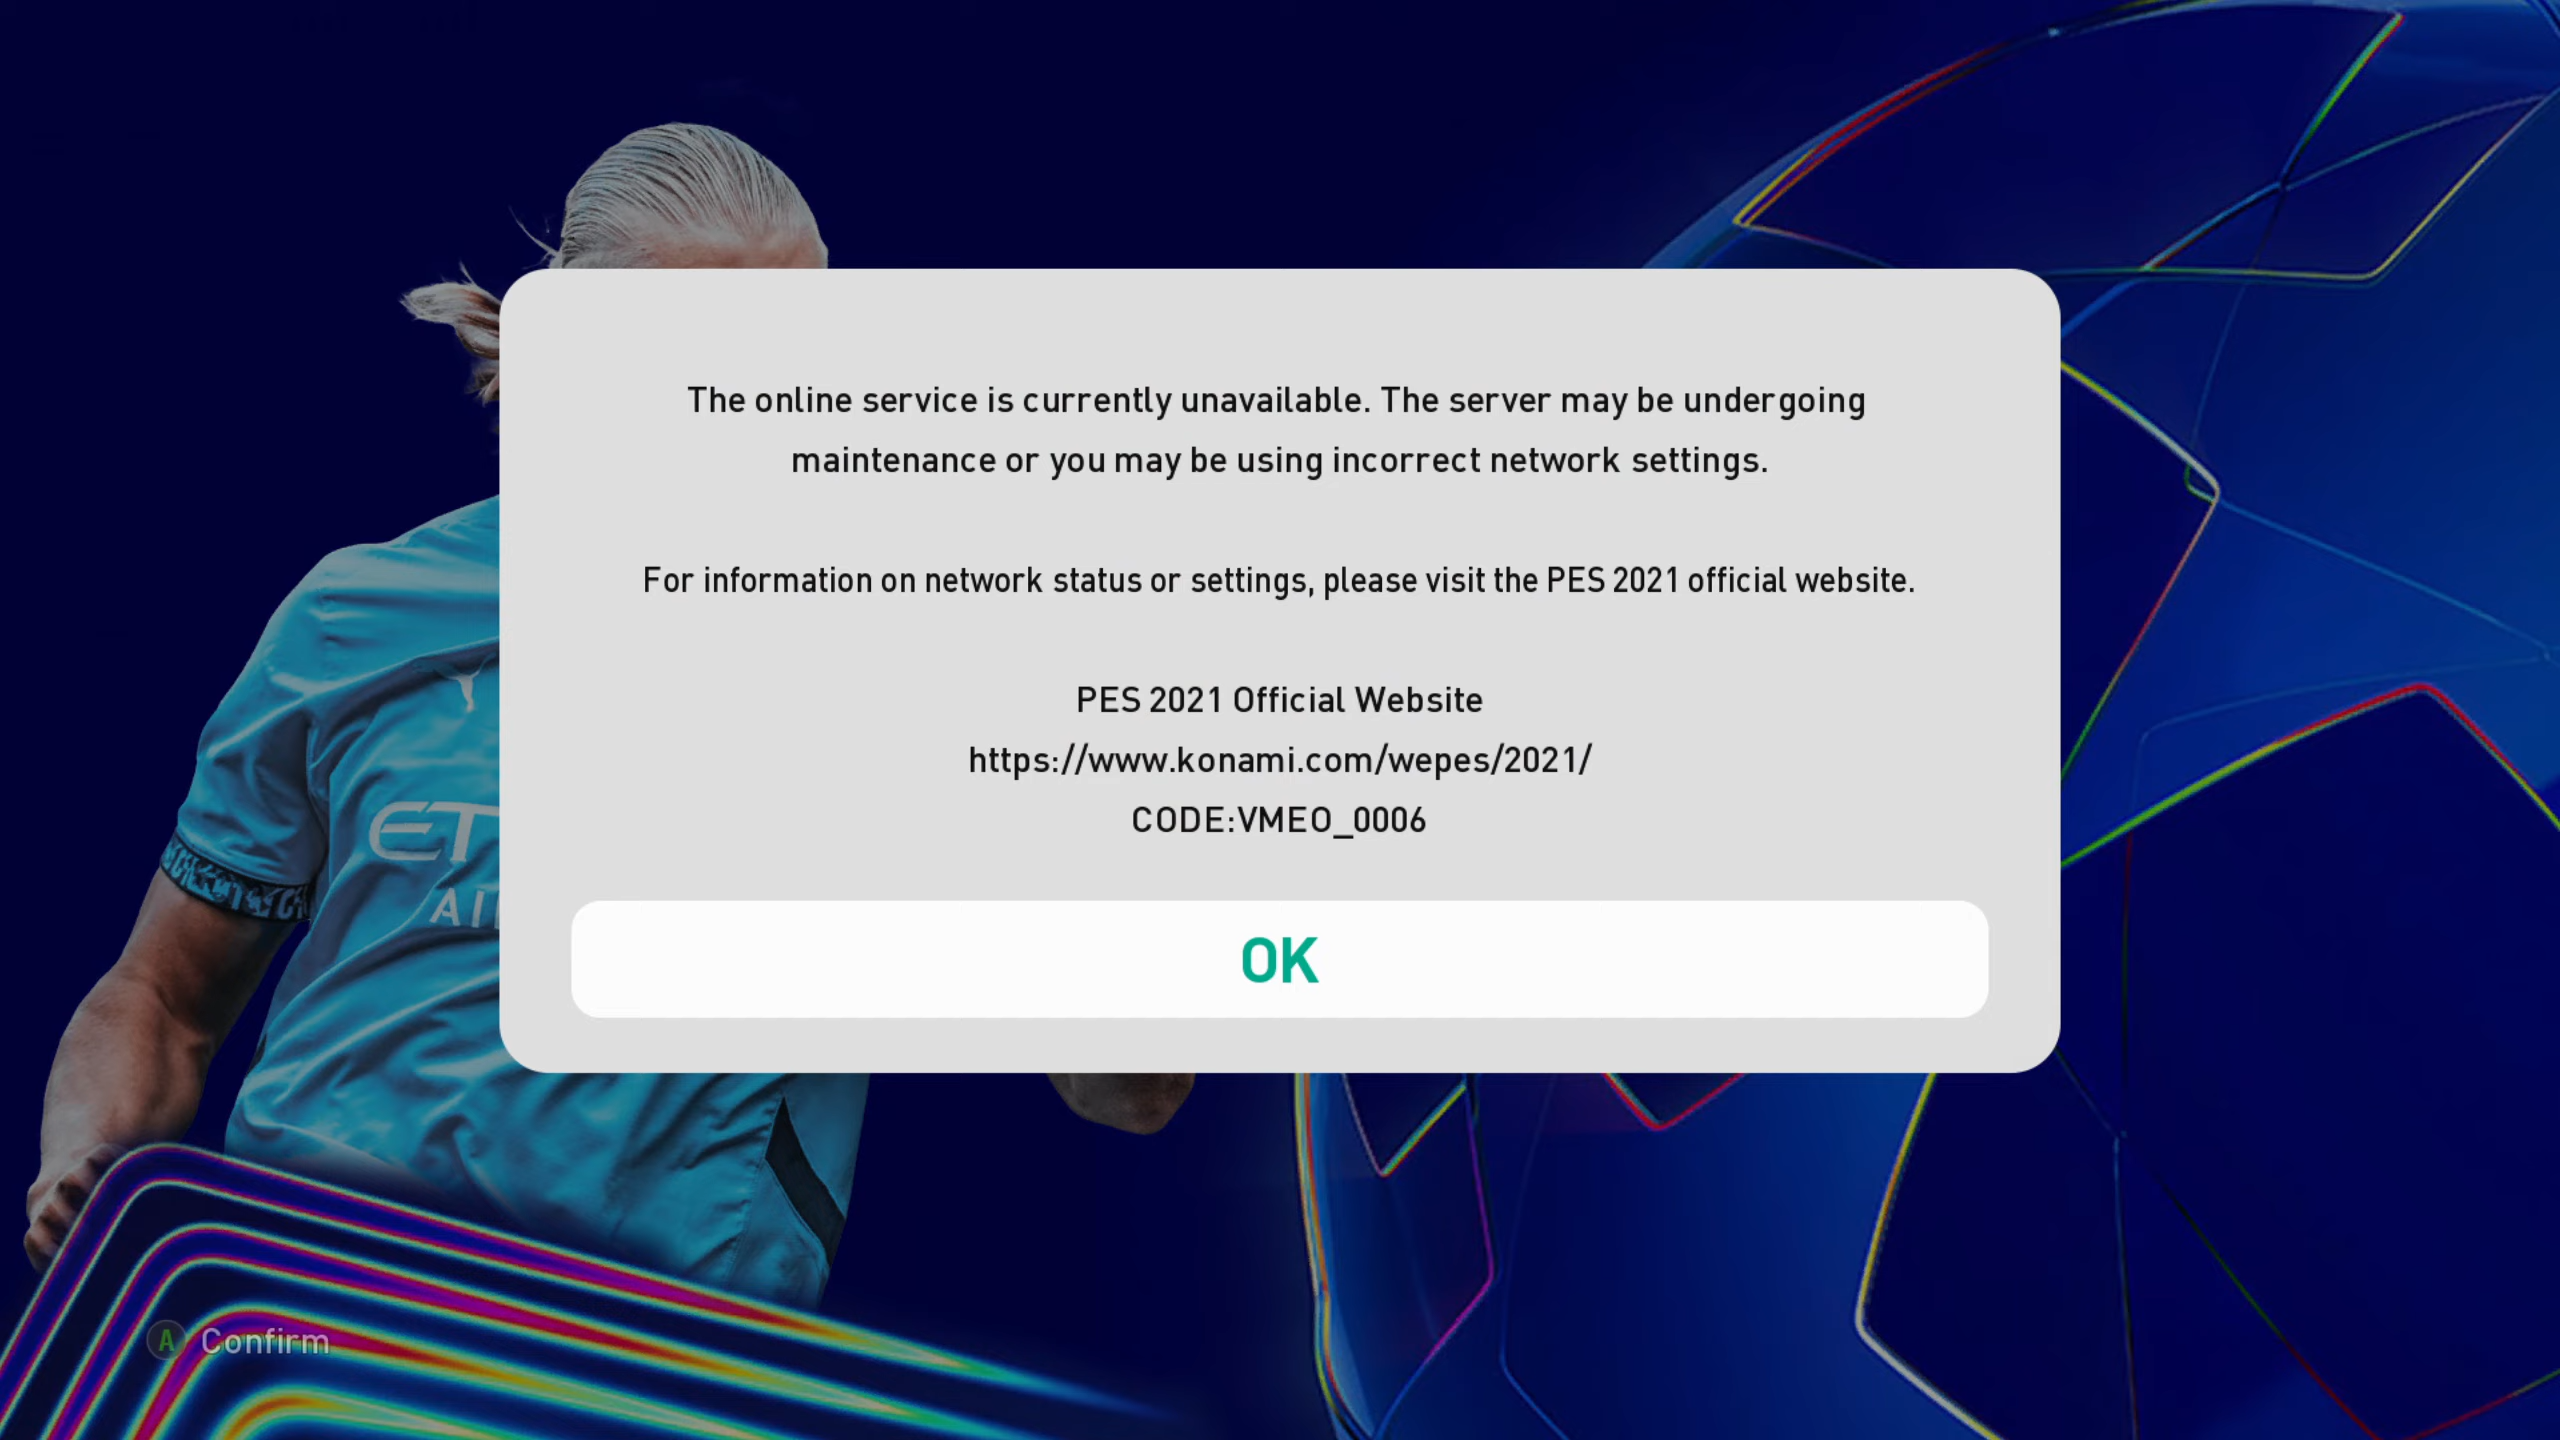 The online service is currently unavailable. The server may be undergoing
maintenance or you may be using incorrect network settings.
For information on network status or settings, please visit the PES 2021 official website.
PES 2021 Official Website
https://www.konami.com/wepes/2021/
CODE:VMEO_0006
OK
ET
AI
A Confirm